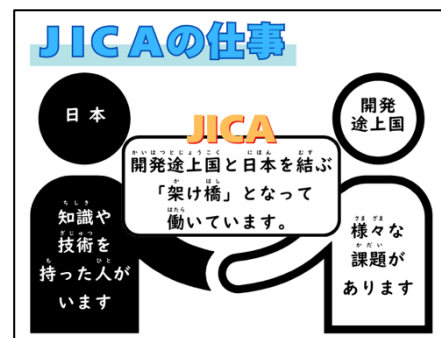 JICAの仕事
日本
開発
途上国
JICA
開発途上国と日本を結ぶ
「架け橋」となって
働いています。
知識や
技術を
持った人が
います
様々な
課題が
あります